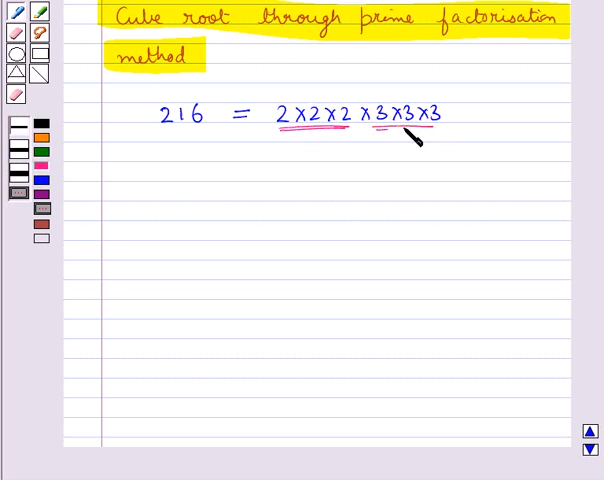 Cube root through prime factorisation
method
216 = 2×2×2 ×3×3×3